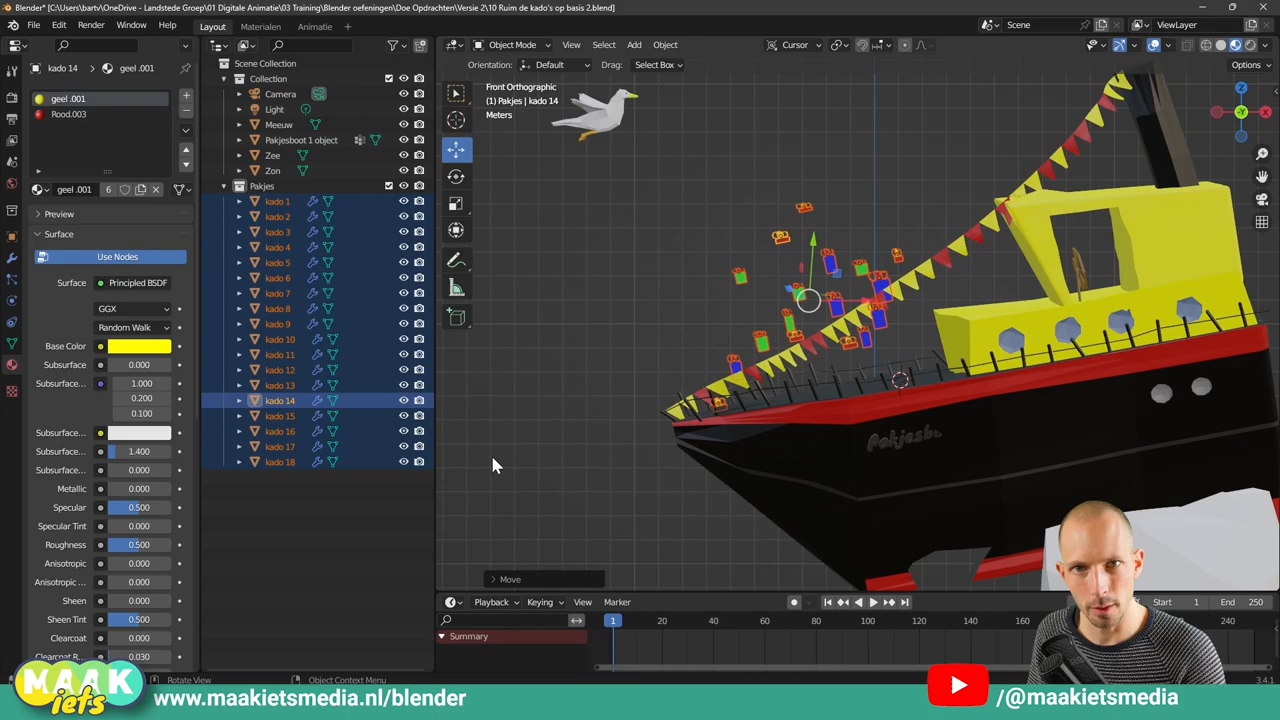 Blender* [C:\Users\bartv\OneDrive - Landstede Groep\01 Digitale Animatie\03 Training\Blender oefeningen\Doe Opdrachten\Versie 2\10 Ruim de kado's op basis 2.blend]
File Edit Render Window Help Layout Materialen Animatie Scene ViewLayer
Object Mode View Select Add Object Cursor
Orientation: Default Drag: Select Box Options
kado 14 geel .001
geel .001
Rood.003
geel .001 6
Preview
Surface
Use Nodes
Surface Principled BSDF
GGX
Random Walk
Base Color
Subsurface 0.000
Subsurface... 1.000
0.200
0.100
Subsurface...
Subsurface... 1.400
Subsurface... 0.000
Metallic 0.000
Specular 0.500
Specular Tint 0.000
Roughness 0.500
Anisotropic 0.000
Anisotropic ... 0.000
Sheen 0.000
Sheen Tint 0.500
Clearcoat 0.000
Clearcoat R... 0.030
Scene Collection
Collection
Camera
Light
Meeuw
Pakjesboot 1 object
Zee
Zon
Pakjes
kado 1
kado 2
kado 3
kado 4
kado 5
kado 6
kado 7
kado 8
kado 9
kado 10
kado 11
kado 12
kado 13
kado 14
kado 15
kado 16
kado 17
kado 18
Front Orthographic
(1) Pakjes | kado 14
Meters
Z
-Y
X
Pakjesbo
Move
Playback Keying View Marker Start 1 End 250
1 20 40 60 80 100 120 140 160 180 240
Summary
Rotate View Object Context Menu 3.4.1
MAAK
iets
www.maakietsmedia.nl/blender
/@maakietsmedia